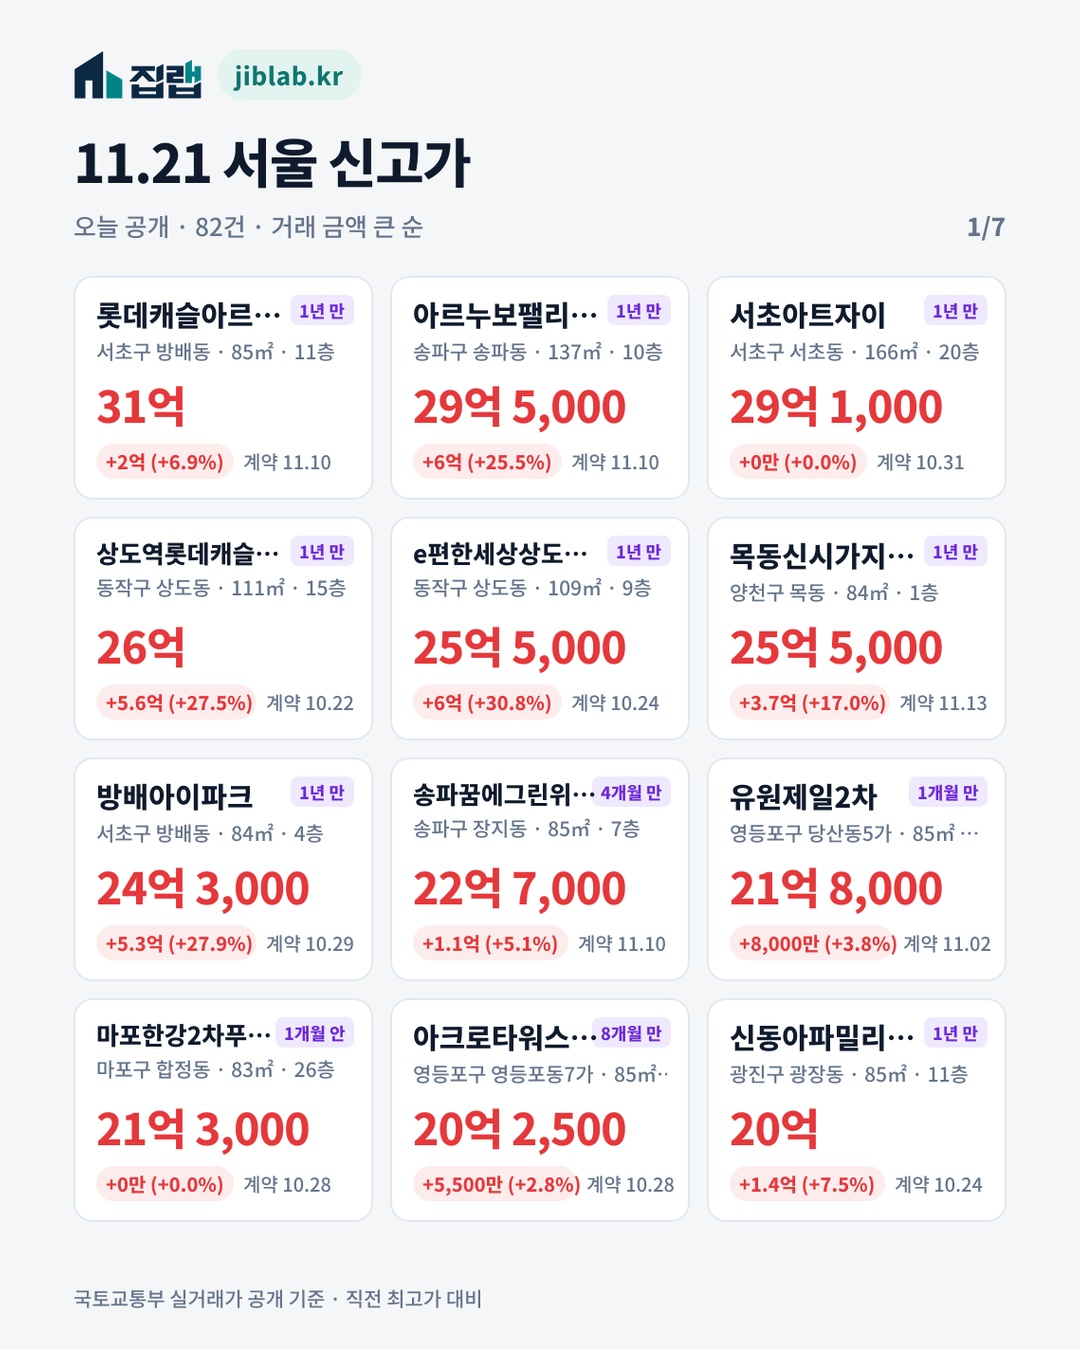 집랩 jiblab.kr
11.21 서울 신고가
오늘 공개 · 82건 · 거래 금액 큰 순 1/7
롯데캐슬아르… 1년 만
서초구 방배동 · 85㎡ · 11층
31억
+2억 (+6.9%) 계약 11.10
아르누보팰리… 1년 만
송파구 송파동 · 137㎡ · 10층
29억 5,000
+6억 (+25.5%) 계약 11.10
서초아트자이 1년 만
서초구 서초동 · 166㎡ · 20층
29억 1,000
+0만 (+0.0%) 계약 10.31
상도역롯데캐슬… 1년 만
동작구 상도동 · 111㎡ · 15층
26억
+5.6억 (+27.5%) 계약 10.22
e편한세상상도… 1년 만
동작구 상도동 · 109㎡ · 9층
25억 5,000
+6억 (+30.8%) 계약 10.24
목동신시가지… 1년 만
양천구 목동 · 84㎡ · 1층
25억 5,000
+3.7억 (+17.0%) 계약 11.13
방배아이파크 1년 만
서초구 방배동 · 84㎡ · 4층
24억 3,000
+5.3억 (+27.9%) 계약 10.29
송파꿈에그린위… 4개월 만
송파구 장지동 · 85㎡ · 7층
22억 7,000
+1.1억 (+5.1%) 계약 11.10
유원제일2차 1개월 만
영등포구 당산동5가 · 85㎡ …
21억 8,000
+8,000만 (+3.8%) 계약 11.02
마포한강2차푸… 1개월 안
마포구 합정동 · 83㎡ · 26층
21억 3,000
+0만 (+0.0%) 계약 10.28
아크로타워스… 8개월 만
영등포구 영등포동7가 · 85㎡…
20억 2,500
+5,500만 (+2.8%) 계약 10.28
신동아파밀리… 1년 만
광진구 광장동 · 85㎡ · 11층
20억
+1.4억 (+7.5%) 계약 10.24
국토교통부 실거래가 공개 기준 · 직전 최고가 대비